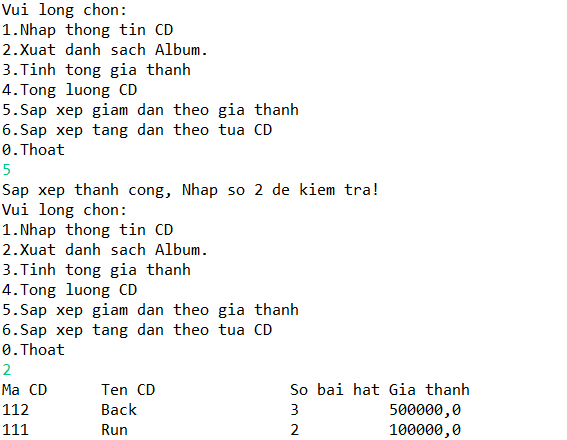 Vui long chon:
1.Nhap thong tin CD
2.Xuat danh sach Album.
3.Tinh tong gia thanh
4.Tong luong CD
5.Sap xep giam dan theo gia thanh
6.Sap xep tang dan theo tua CD
0.Thoat
5
Sap xep thanh cong, Nhap so 2 de kiem tra!
Vui long chon:
1.Nhap thong tin CD
2.Xuat danh sach Album.
3.Tinh tong gia thanh
4.Tong luong CD
5.Sap xep giam dan theo gia thanh
6.Sap xep tang dan theo tua CD
0.Thoat
2
Ma CD      Ten CD               So bai hat Gia thanh
112        Back                 3          500000,0
111        Run                  2          100000,0